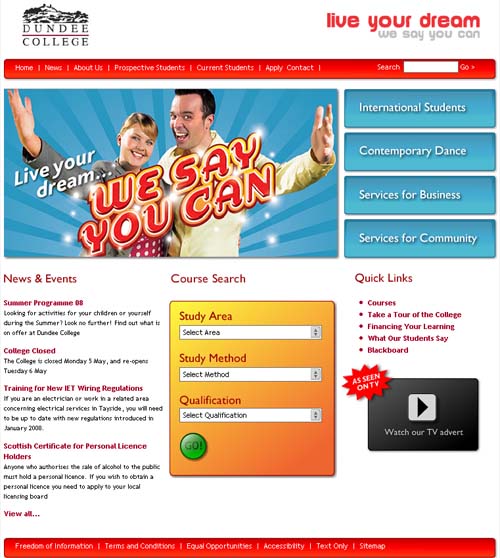 DUNDEE
COLLEGE
live your dream
we say you can
Home | News | About Us | Prospective Students | Current Students | Apply Contact |
Search Go >
Live your
dream...
WE SAY
YOU CAN
International Students
Contemporary Dance
Services for Business
Services for Community
News & Events
Summer Programme 08
Looking for activities for your children or yourself
during the Summer? Look no further! Find out what is
on offer at Dundee College
College Closed
The College is closed Monday 5 May, and re-opens
Tuesday 6 May
Training for New IET Wiring Regulations
If you are an electrician or work in a related area
concerning electrical services in Tayside, you will need
to be up to date with new regulations introduced in
January 2008.
Scottish Certificate for Personal Licence
Holders
Anyone who authorises the sale of alcohol to the public
must hold a personal licence. If you wish to obtain a
personal licence you need to apply to your local
licensing board
View all...
Course Search
Study Area
Select Area
Study Method
Select Method
Qualification
Select Qualification
GO!
Quick Links
Courses
Take a Tour of the College
Financing Your Learning
What Our Students Say
Blackboard
AS SEEN
ON TV
Watch our TV advert
Freedom of Information | Terms and Conditions | Equal Opportunities | Accessibility | Text Only | Sitemap